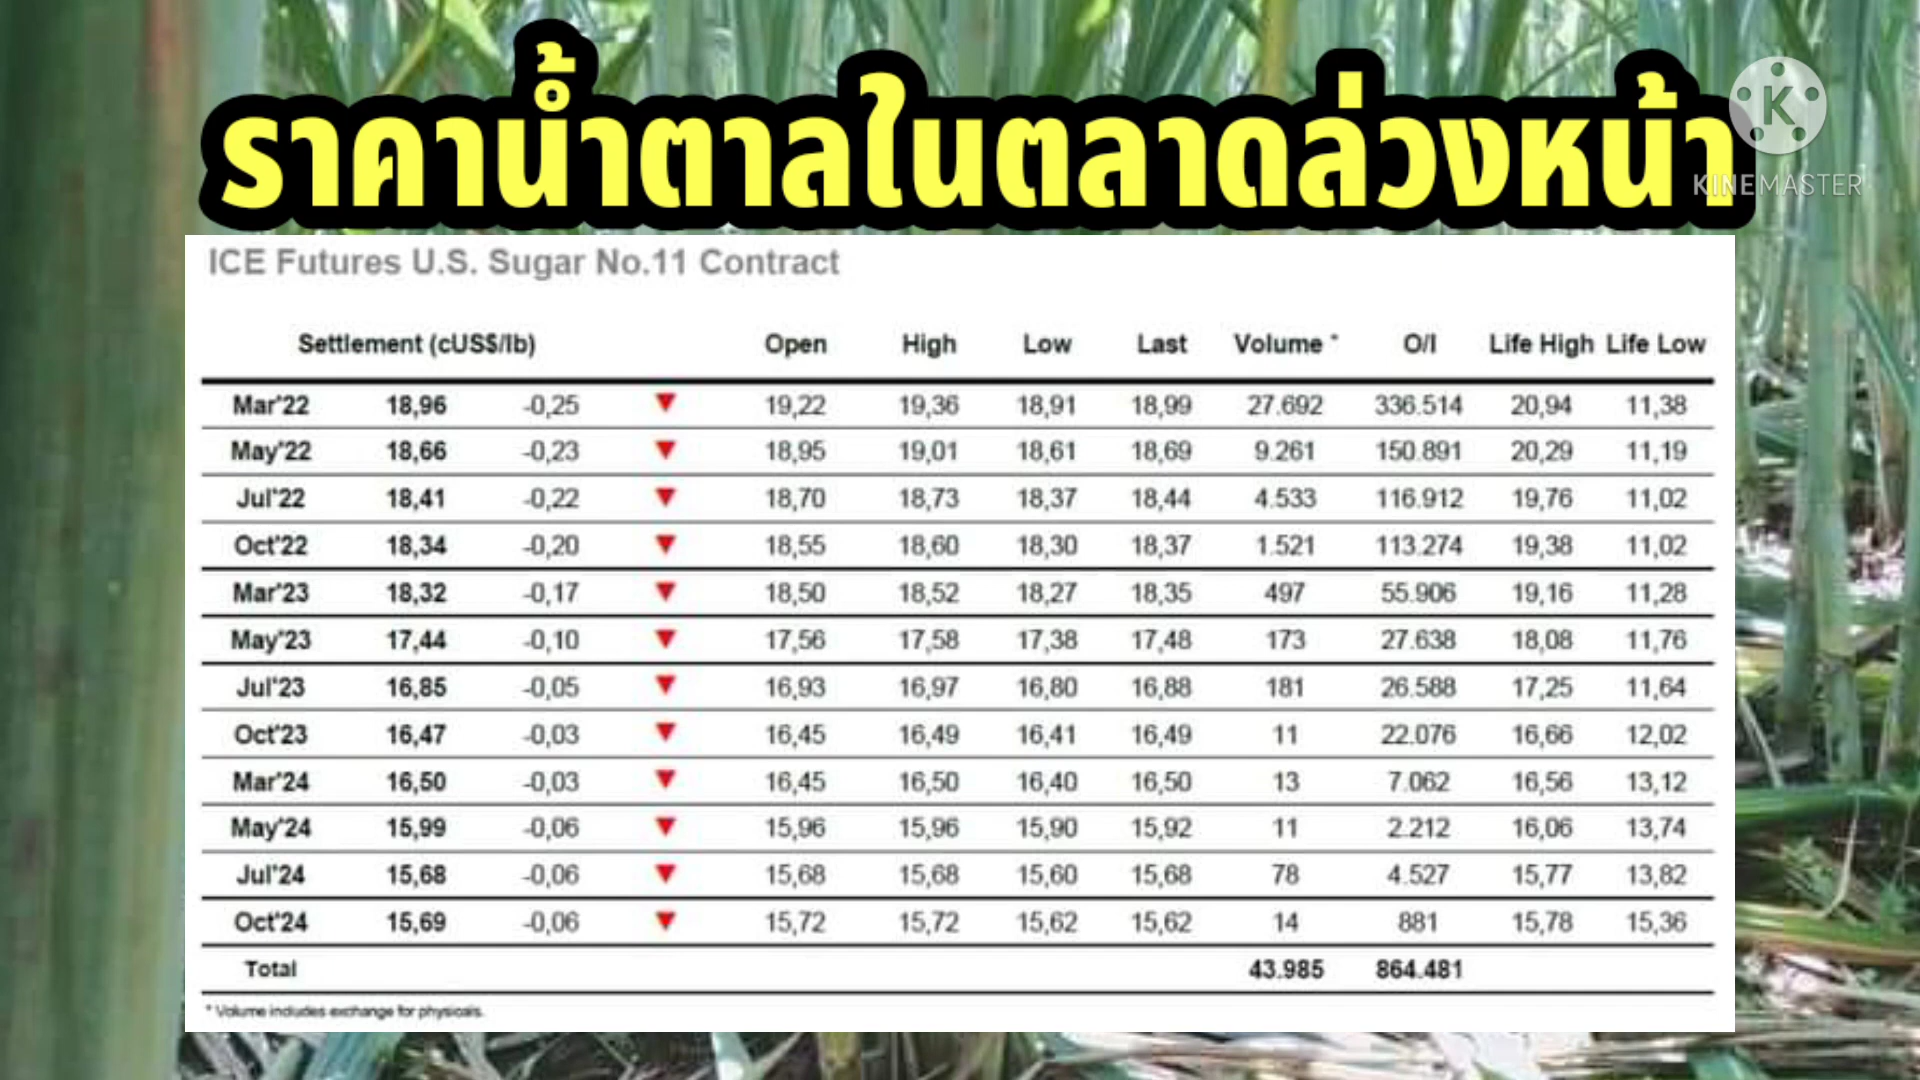 ราคาน้ำตาลในตลาดล่วงหน้า
K
KINEMASTER
ICE Futures U.S. Sugar No.11 Contract
Settlement (cUS$/lb) Open High Low Last Volume * O/I Life High Life Low
Mar'22 18,96 -0,25 ▼ 19,22 19,36 18,91 18,99 27.692 336.514 20,94 11,38
May'22 18,66 -0,23 ▼ 18,95 19,01 18,61 18,69 9.261 150.891 20,29 11,19
Jul'22 18,41 -0,22 ▼ 18,70 18,73 18,37 18,44 4.533 116.912 19,76 11,02
Oct'22 18,34 -0,20 ▼ 18,55 18,60 18,30 18,37 1.521 113.274 19,38 11,02
Mar'23 18,32 -0,17 ▼ 18,50 18,52 18,27 18,35 497 55.906 19,16 11,28
May'23 17,44 -0,10 ▼ 17,56 17,58 17,38 17,48 173 27.638 18,08 11,76
Jul'23 16,85 -0,05 ▼ 16,93 16,97 16,80 16,88 181 26.588 17,25 11,64
Oct'23 16,47 -0,03 ▼ 16,45 16,49 16,41 16,49 11 22.076 16,66 12,02
Mar'24 16,50 -0,03 ▼ 16,45 16,50 16,40 16,50 13 7.062 16,56 13,12
May'24 15,99 -0,06 ▼ 15,96 15,96 15,90 15,92 11 2.212 16,06 13,74
Jul'24 15,68 -0,06 ▼ 15,68 15,68 15,60 15,68 78 4.527 15,77 13,82
Oct'24 15,69 -0,06 ▼ 15,72 15,72 15,62 15,62 14 881 15,78 15,36
Total 43.985 864.481
* Volume includes exchange for physicals.